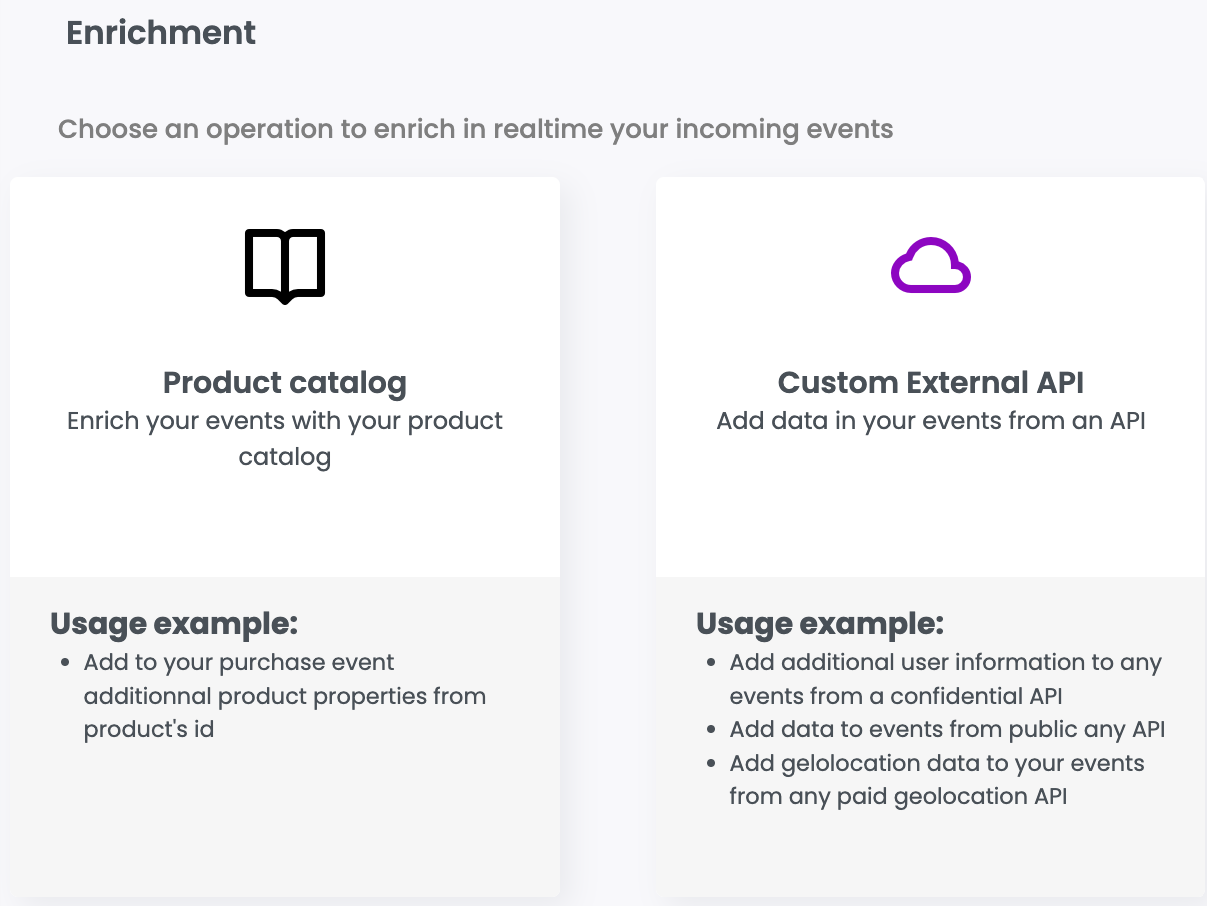 Enrichment
Choose an operation to enrich in realtime your incoming events
Product catalog
Enrich your events with your product
catalog
Usage example:
• Add to your purchase event
additionnal product properties from
product's id
Custom External API
Add data in your events from an API
Usage example:
• Add additional user information to any
events from a confidential API
• Add data to events from public any API
• Add gelolocation data to your events
from any paid geolocation API